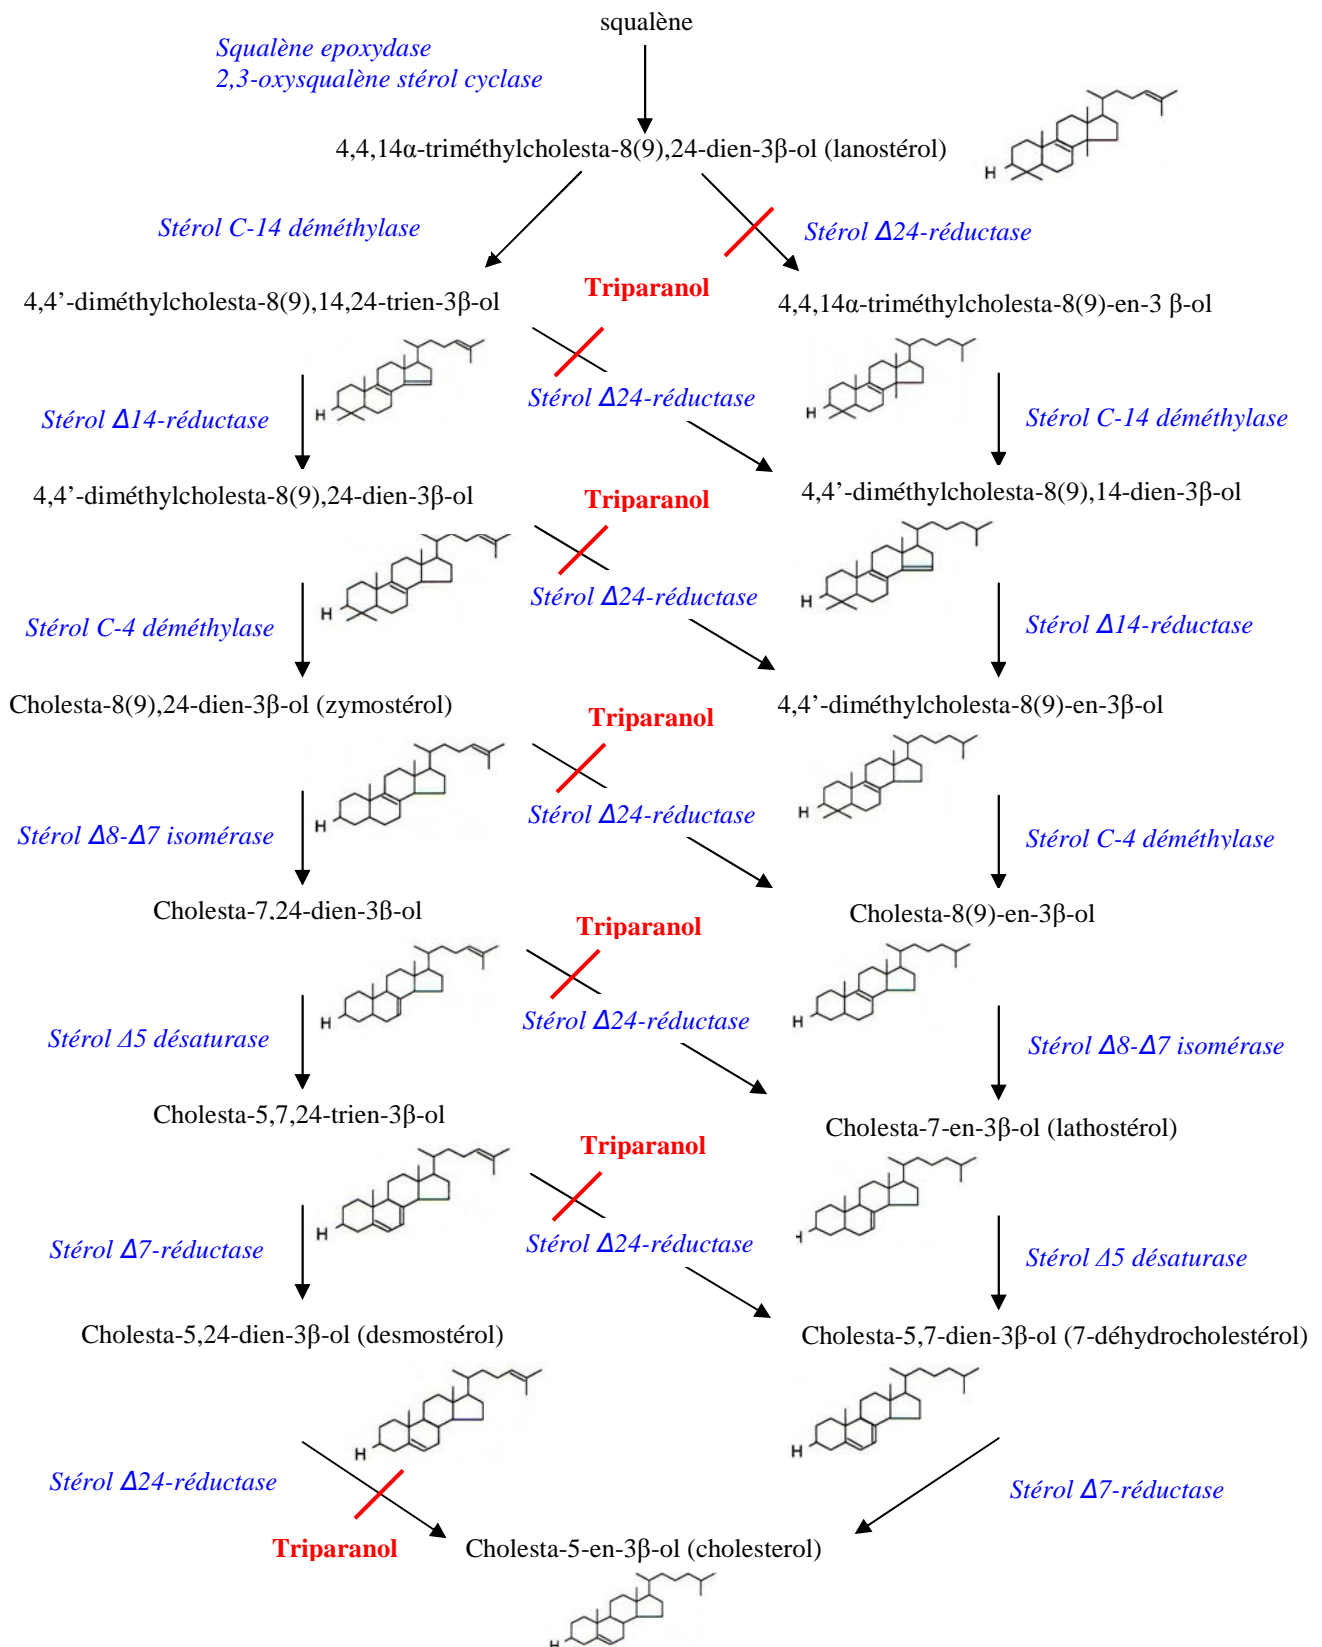 squalène
Squalène epoxydase
2,3-oxysqualène stérol cyclase
4,4,14α-triméthylcholesta-8(9),24-dien-3β-ol (lanostérol)
H
Stérol C-14 déméthylase
Stérol Δ24-réductase
Triparanol
4,4’-diméthylcholesta-8(9),14,24-trien-3β-ol
4,4,14α-triméthylcholesta-8(9)-en-3 β-ol
H
H
Stérol Δ14-réductase
Stérol Δ24-réductase
Stérol C-14 déméthylase
4,4’-diméthylcholesta-8(9),24-dien-3β-ol
Triparanol
4,4’-diméthylcholesta-8(9),14-dien-3β-ol
H
H
Stérol C-4 déméthylase
Stérol Δ24-réductase
Stérol Δ14-réductase
Cholesta-8(9),24-dien-3β-ol (zymostérol)
Triparanol
4,4’-diméthylcholesta-8(9)-en-3β-ol
H
H
Stérol Δ8-Δ7 isomérase
Stérol Δ24-réductase
Stérol C-4 déméthylase
Cholesta-7,24-dien-3β-ol
Triparanol
Cholesta-8(9)-en-3β-ol
H
H
Stérol Δ5 désaturase
Stérol Δ24-réductase
Stérol Δ8-Δ7 isomérase
Cholesta-5,7,24-trien-3β-ol
Triparanol
Cholesta-7-en-3β-ol (lathostérol)
H
H
Stérol Δ7-réductase
Stérol Δ24-réductase
Stérol Δ5 désaturase
Cholesta-5,24-dien-3β-ol (desmostérol)
Cholesta-5,7-dien-3β-ol (7-déhydrocholestérol)
H
H
Stérol Δ24-réductase
Stérol Δ7-réductase
Triparanol
Cholesta-5-en-3β-ol (cholesterol)
H